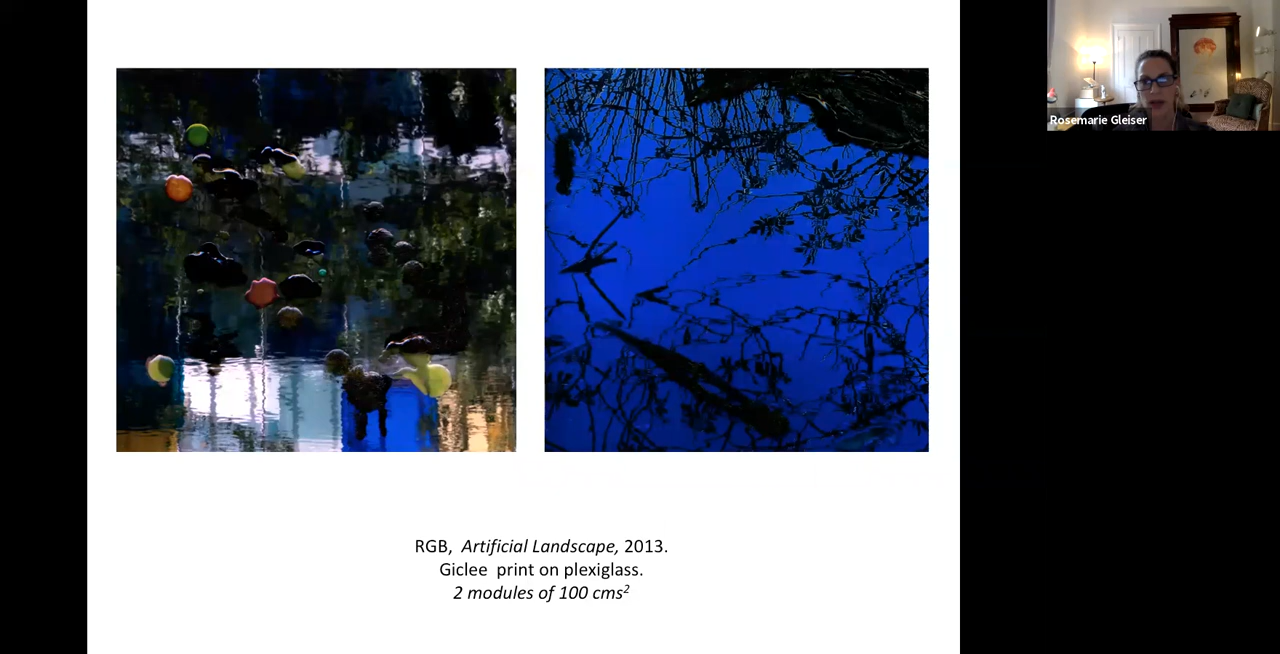 Rosemarie Gleiser
RGB, Artificial Landscape, 2013.
Giclee print on plexiglass.
2 modules of 100 cms²